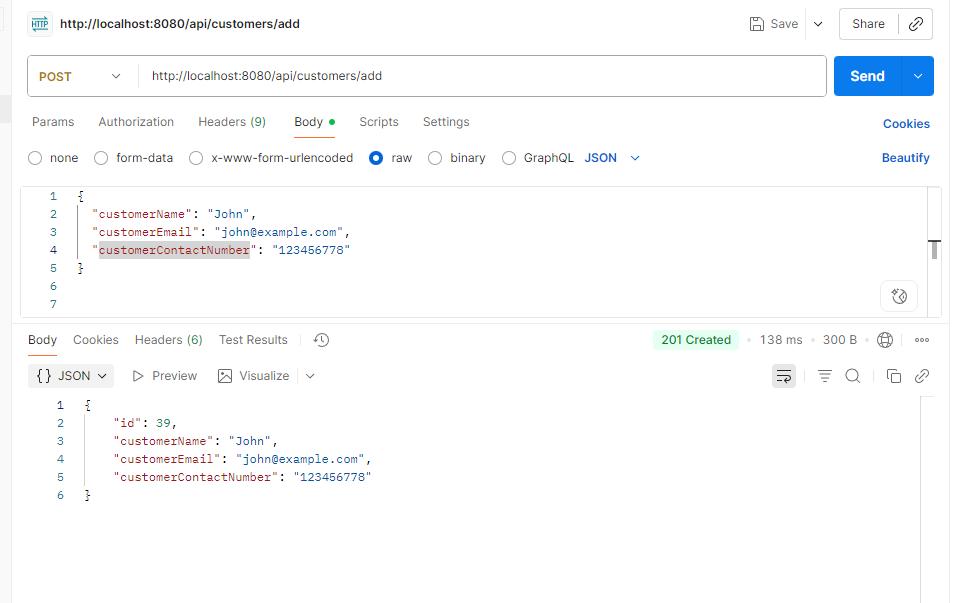 HTTP http://localhost:8080/api/customers/add Save Share
POST http://localhost:8080/api/customers/add Send
Params Authorization Headers (9) Body Scripts Settings Cookies
none form-data x-www-form-urlencoded raw binary GraphQL JSON Beautify
1 {
2 "customerName": "John",
3 "customerEmail": "john@example.com",
4 "customerContactNumber": "123456778"
5 }
6
7
Body Cookies Headers (6) Test Results 201 Created 138 ms 300 B
{} JSON Preview Visualize
1 {
2 "id": 39,
3 "customerName": "John",
4 "customerEmail": "john@example.com",
5 "customerContactNumber": "123456778"
6 }